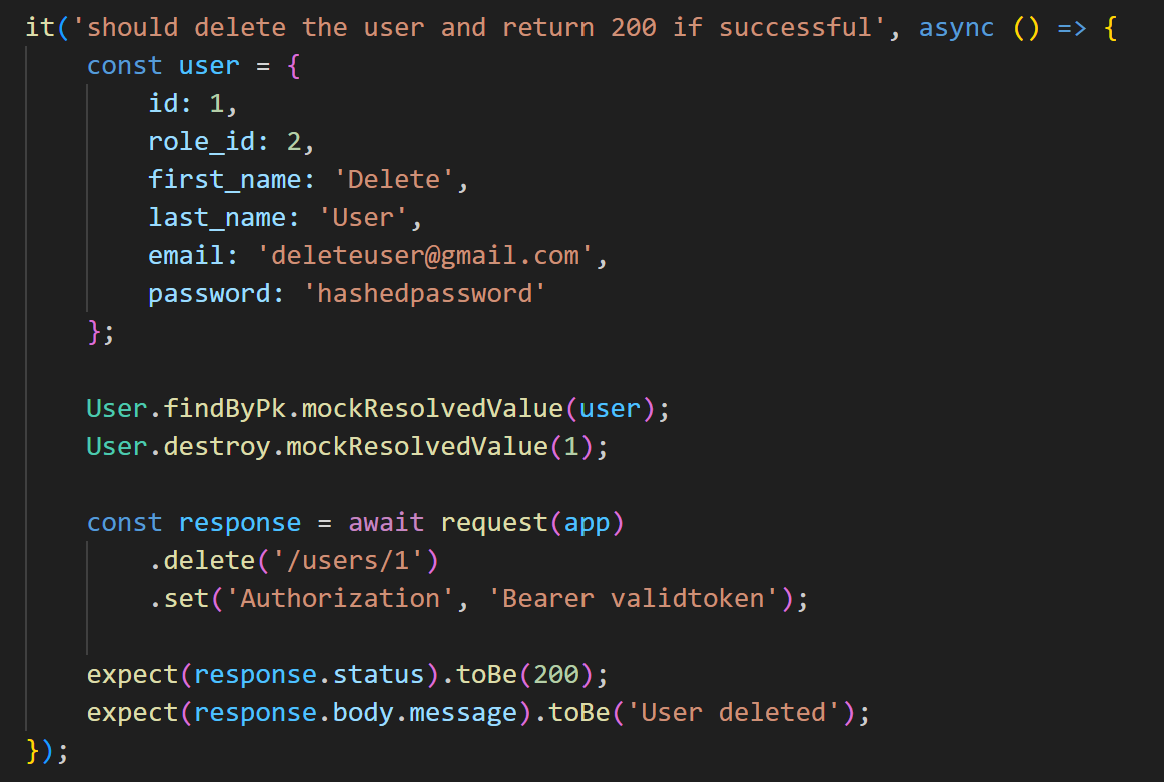 it('should delete the user and return 200 if successful', async () => {
    const user = {
        id: 1,
        role_id: 2,
        first_name: 'Delete',
        last_name: 'User',
        email: 'deleteuser@gmail.com',
        password: 'hashedpassword'
    };

    User.findByPk.mockResolvedValue(user);
    User.destroy.mockResolvedValue(1);

    const response = await request(app)
        .delete('/users/1')
        .set('Authorization', 'Bearer validtoken');

    expect(response.status).toBe(200);
    expect(response.body.message).toBe('User deleted');
});